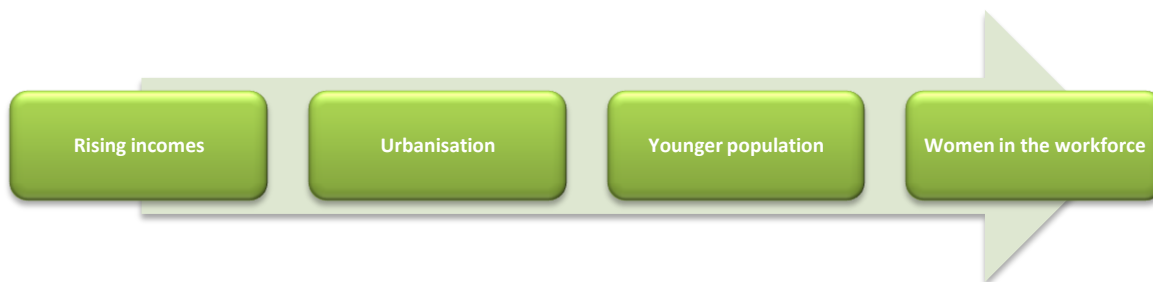 Rising incomes
Urbanisation
Younger population
Women in the workforce